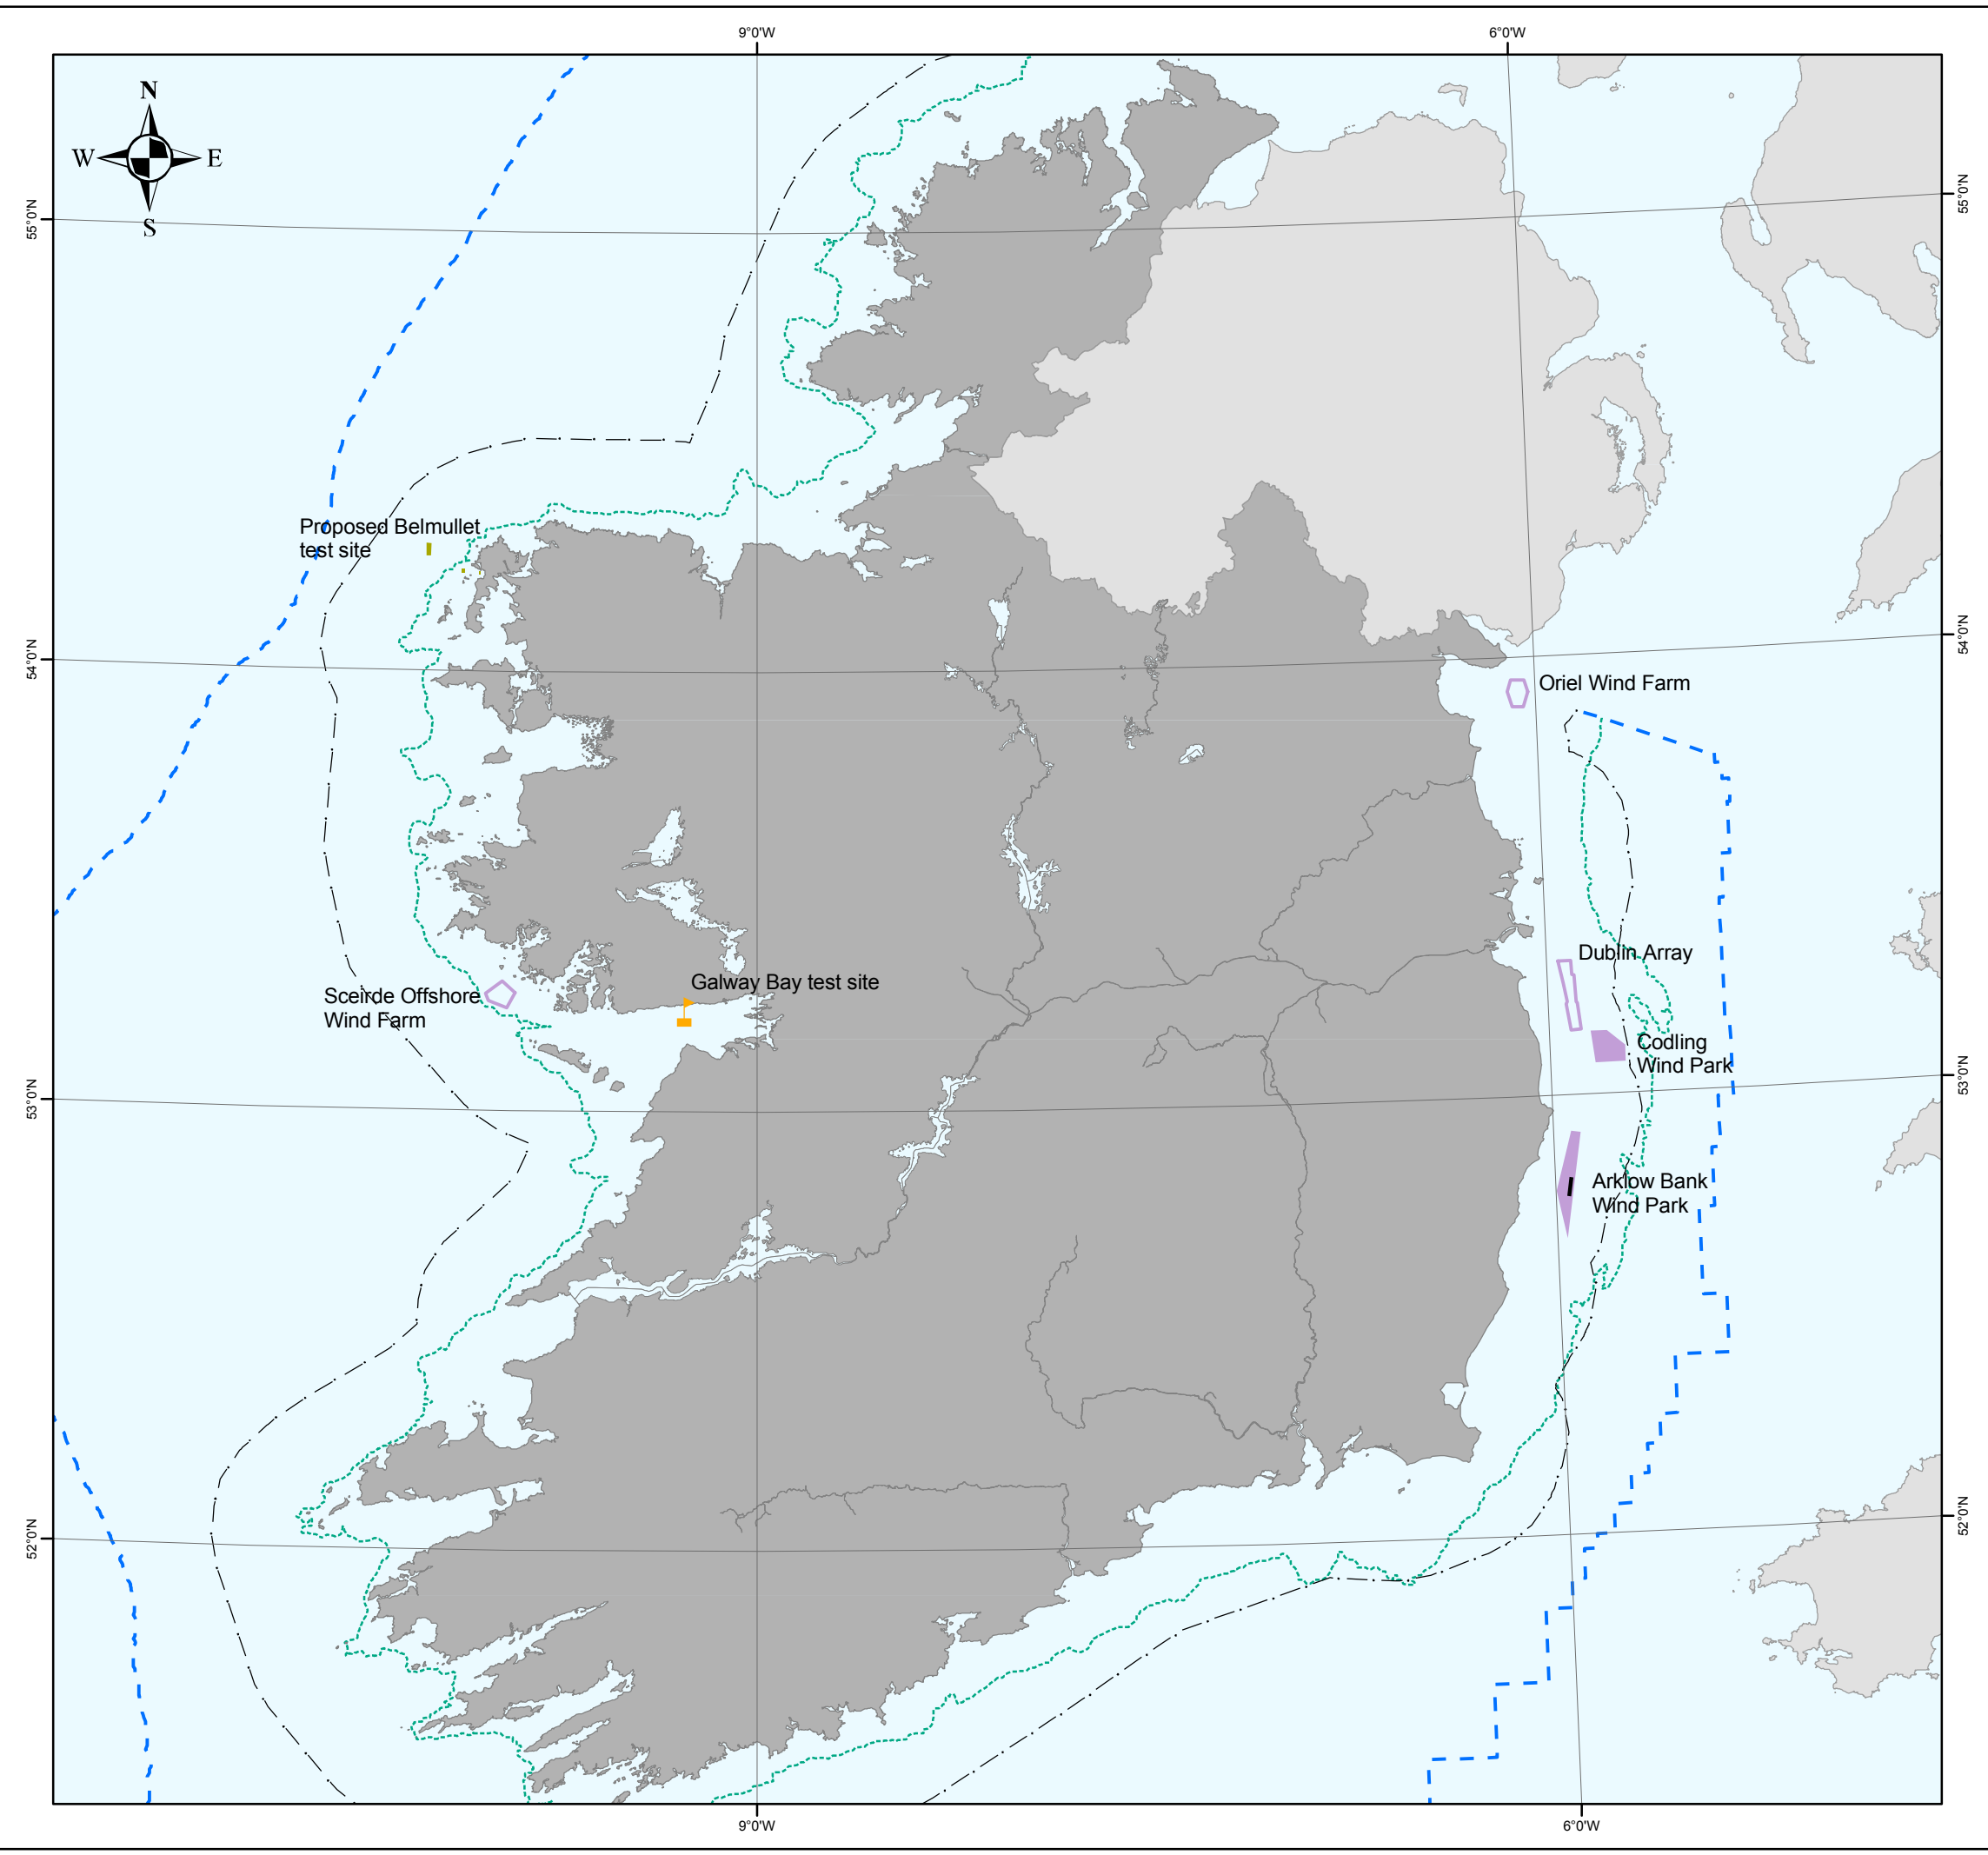 9°0'W
6°0'W
N
W
E
S
55°0'N
55°0'N
Proposed Belmullet
test site
54°0'N
54°0'N
Oriel Wind Farm
Dublin Array
Galway Bay test site
Sceirde Offshore
Wind Farm
Codling
Wind Park
53°0'N
53°0'N
Arklow Bank
Wind Park
52°0'N
52°0'N
9°0'W
6°0'W